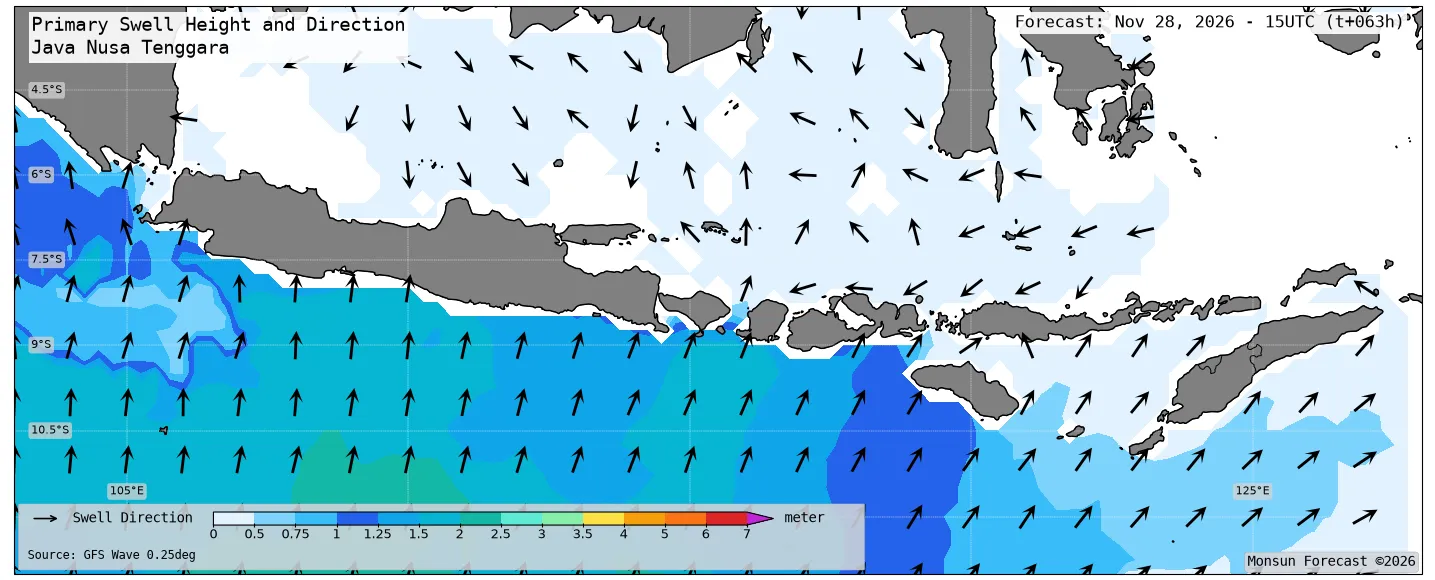 Primary Swell Height and Direction
Java Nusa Tenggara
Forecast: Nov 28, 2026 - 15UTC (t+063h)
4.5°S
6°S
7.5°S
9°S
10.5°S
105°E
125°E
Swell Direction
0 0.5 0.75 1 1.25 1.5 2 2.5 3 3.5 4 5 6 7
meter
Source: GFS Wave 0.25deg
Monsun Forecast ©2026